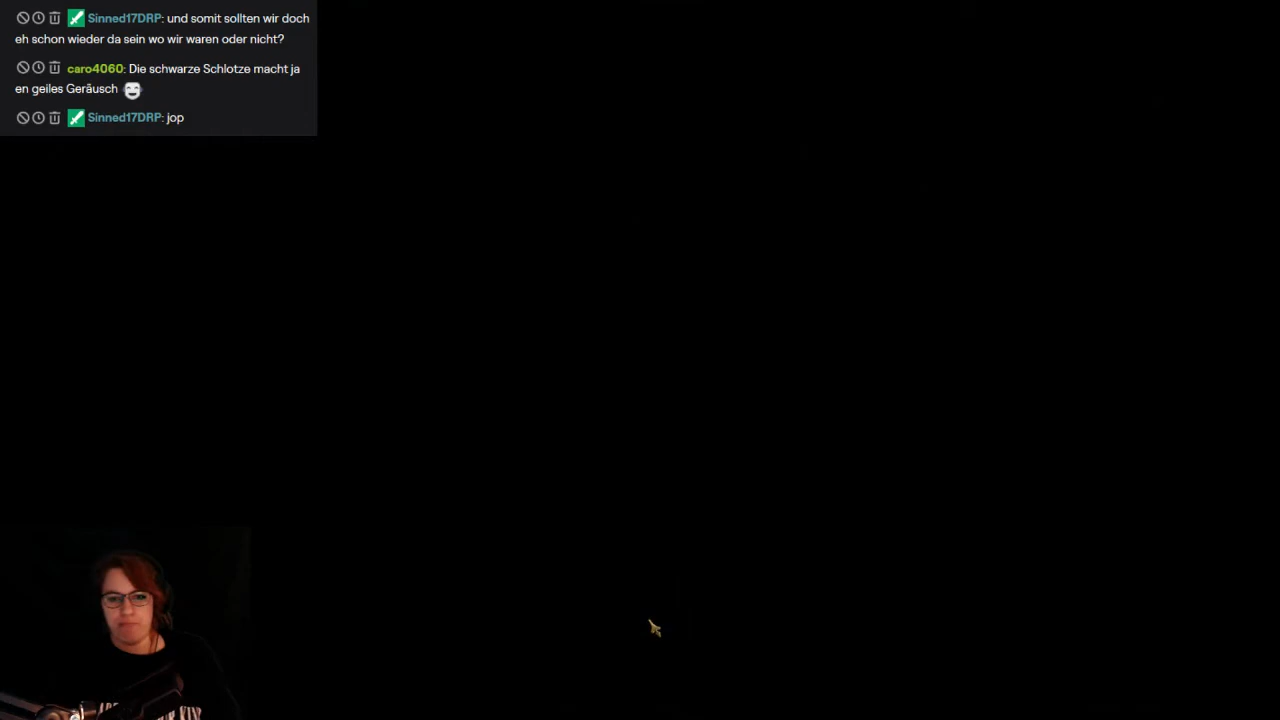 Sinned17DRP: und somit sollten wir doch
eh schon wieder da sein wo wir waren oder nicht?
caro4060: Die schwarze Schlotze macht ja
en geiles Geräusch
Sinned17DRP: jop